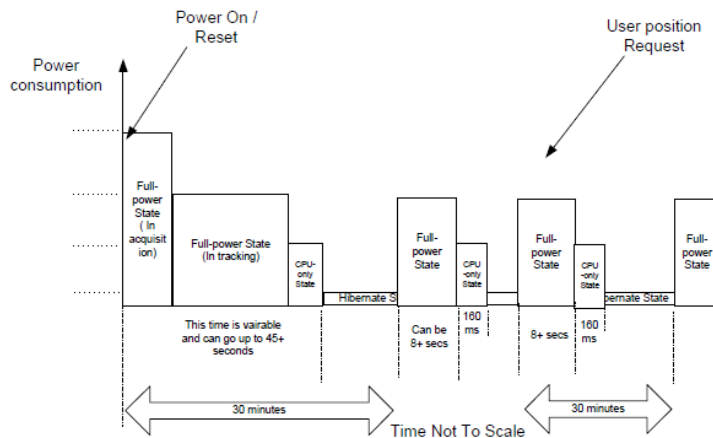 Power On /
Reset
User position
Request
Power
consumption
Full-
power
State
( In
acquisit
ion)
Full-power State
(In tracking)
CPU-
only
State
Hibernate S
Full-
power
State
CPU
-only
State
Full-
power
State
CPU
-only
State
bernate State
Full-
power
State
This time is vairable
and can go up to 45+
seconds
Can be
8+ secs
160
ms
8+ secs
160
ms
30 minutes
30 minutes
Time Not To Scale